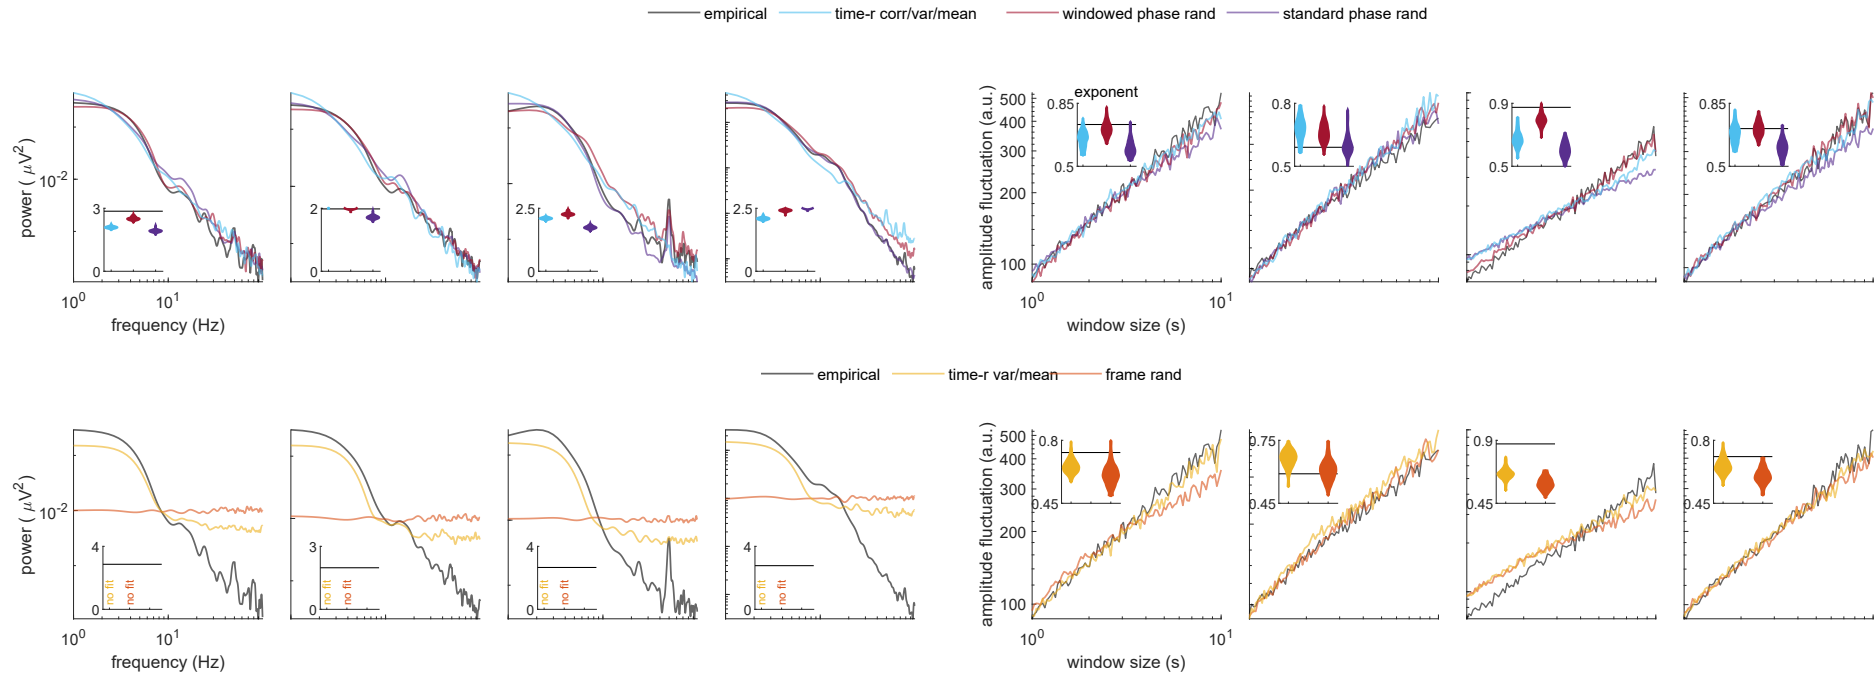 empirical time-r corr/var/mean windowed phase rand standard phase rand
power ( μV²)
10⁻²
3
0
2
0
2.5
0
2.5
0
10⁰ 10¹
frequency (Hz)
amplitude fluctuation (a.u.)
500
400
300
200
100
exponent
0.85
0.5
0.8
0.5
0.9
0.5
0.85
0.5
10⁰ 10¹
window size (s)
empirical time-r var/mean frame rand
power ( μV²)
10⁻²
4
no fit
no fit
0
3
no fit
no fit
0
4
no fit
no fit
0
4
no fit
no fit
0
10⁰ 10¹
frequency (Hz)
amplitude fluctuation (a.u.)
500
400
300
200
100
0.8
0.45
0.75
0.45
0.9
0.45
0.8
0.45
10⁰ 10¹
window size (s)